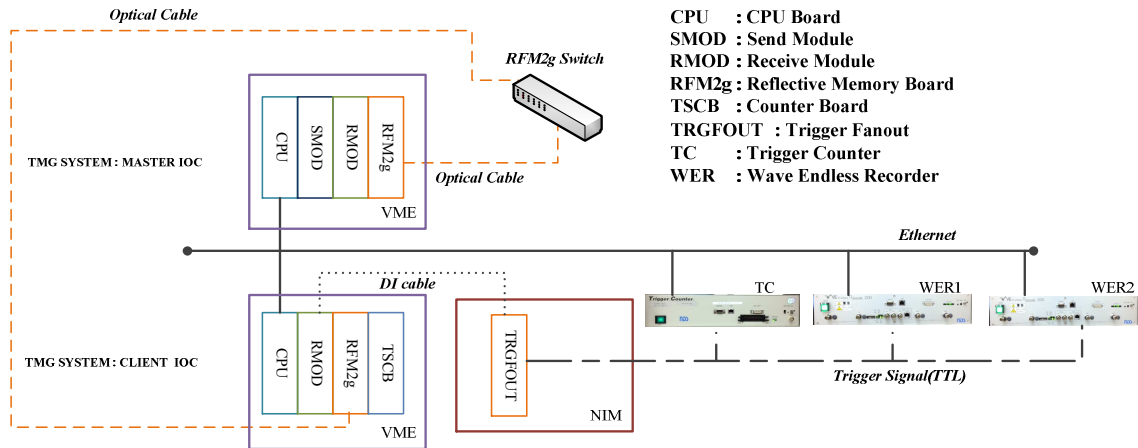 Optical Cable
RFM2g Switch
CPU : CPU Board
SMOD : Send Module
RMOD : Receive Module
RFM2g : Reflective Memory Board
TSCB : Counter Board
TRGFOUT : Trigger Fanout
TC : Trigger Counter
WER : Wave Endless Recorder
TMG SYSTEM : MASTER IOC
CPU
SMOD
RMOD
RFM2g
VME
Optical Cable
Ethernet
DI cable
TC
WER1
WER2
Trigger Counter
TMG SYSTEM : CLIENT IOC
CPU
RMOD
RFM2g
TSCB
VME
TRGFOUT
NIM
Trigger Signal(TTL)